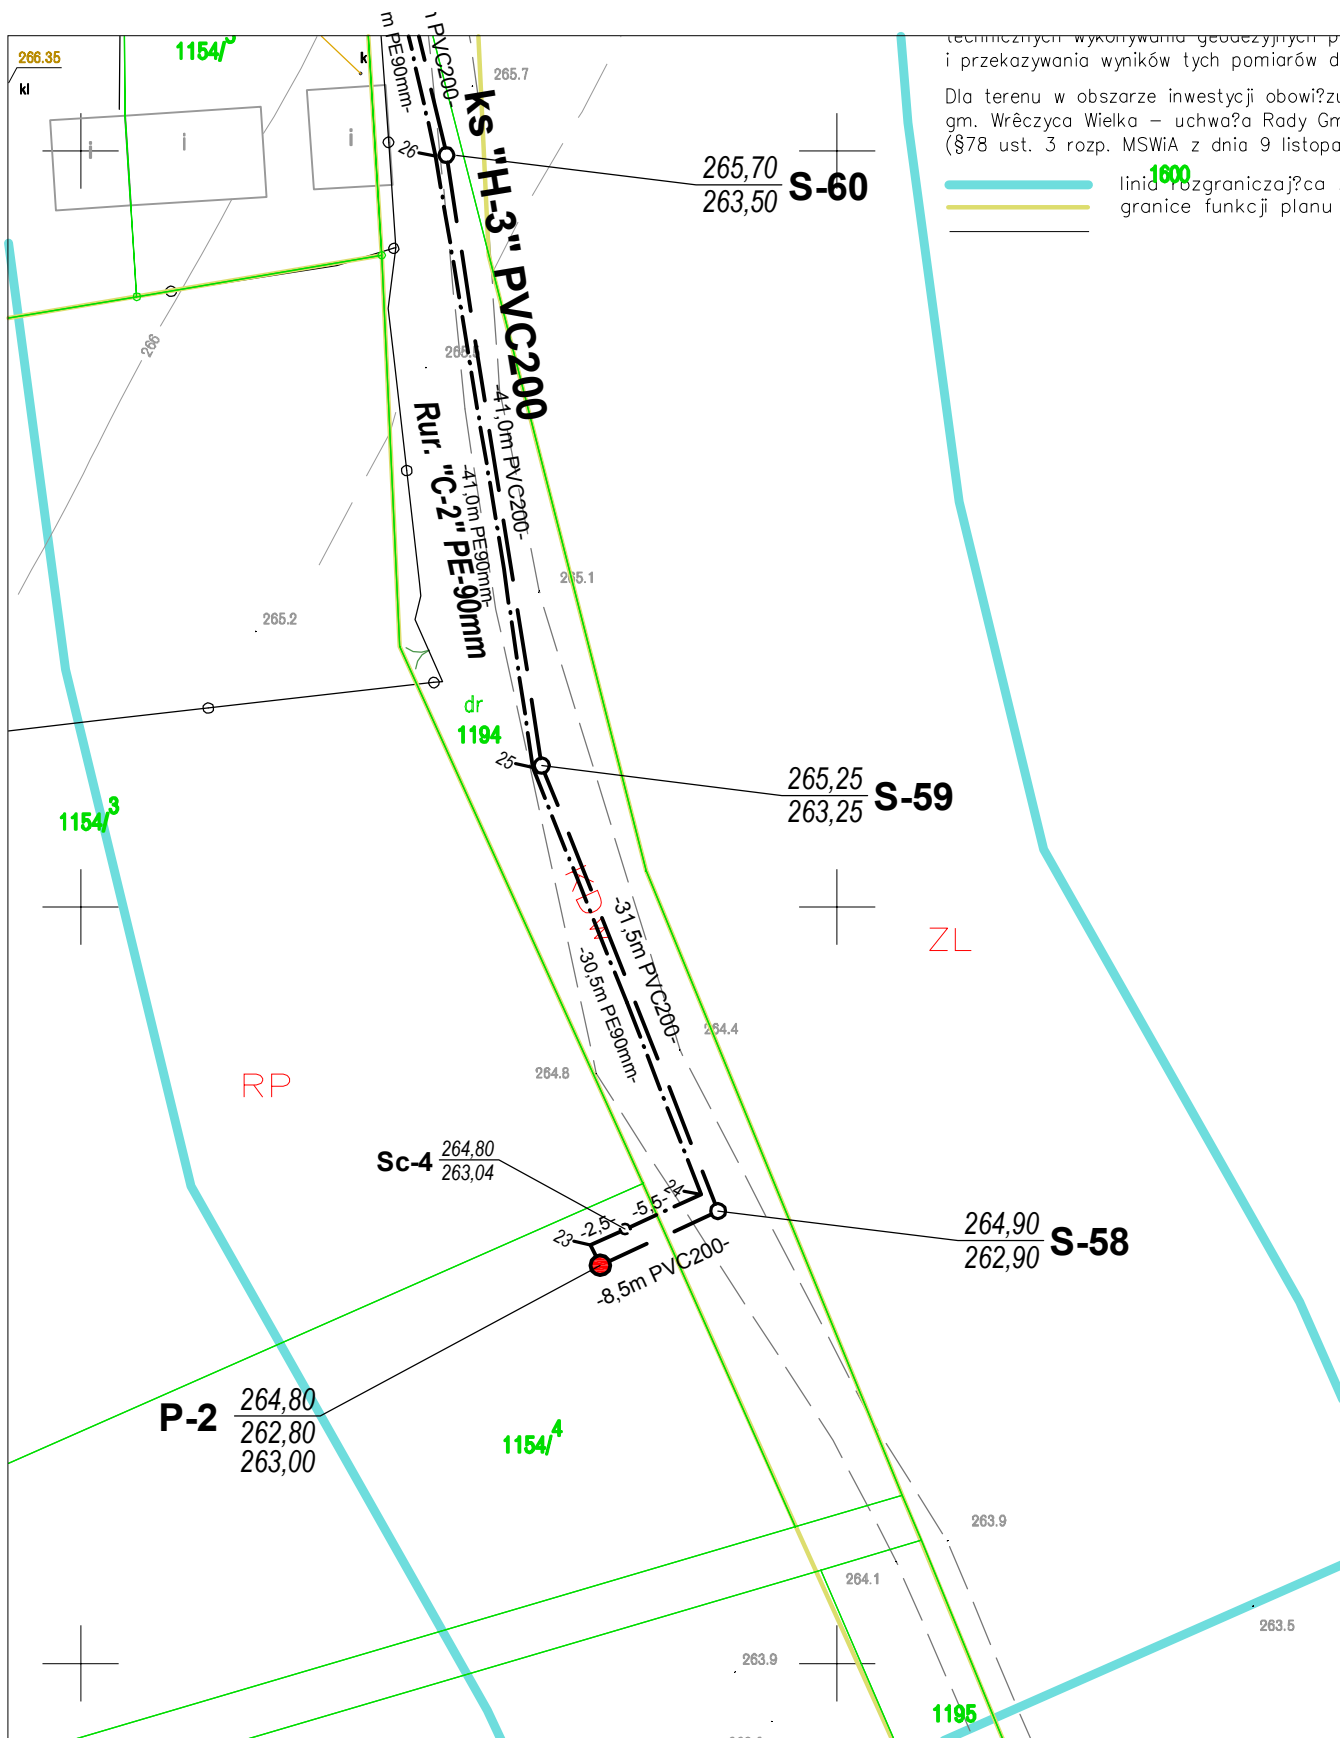 266.35
kl
1154/
k
m PE90mm-
PVC200-
265.7
technicznych wykonywania geodezyjnych p
i przekazywania wyników tych pomiarów d
Dla terenu w obszarze inwestycji obowi?zu
gm. Wrêczyca Wielka – uchwa?a Rady Gm
(§78 ust. 3 rozp. MSWiA z dnia 9 listopa
1600
linia rozgraniczaj?ca
granice funkcji planu
i
i
i
26
265,70
263,50
S-60
ks "H-3" PVC200
266
265.5
-41,0m PVC200-
Rur. "C-2" PE-90mm
-41,0m PE90mm-
265.1
265.2
dr
1194
25
265,25
263,25
S-59
1154/3
KDW
-31,5m PVC200-
-30,5m PE90mm-
ZL
264.4
264.8
RP
Sc-4
264,80
263,04
24
-5,5-
-2,5-
23
-8,5m PVC200-
264,90
262,90
S-58
P-2
264,80
262,80
263,00
1154/4
263.9
264.1
263.5
263.9
1195